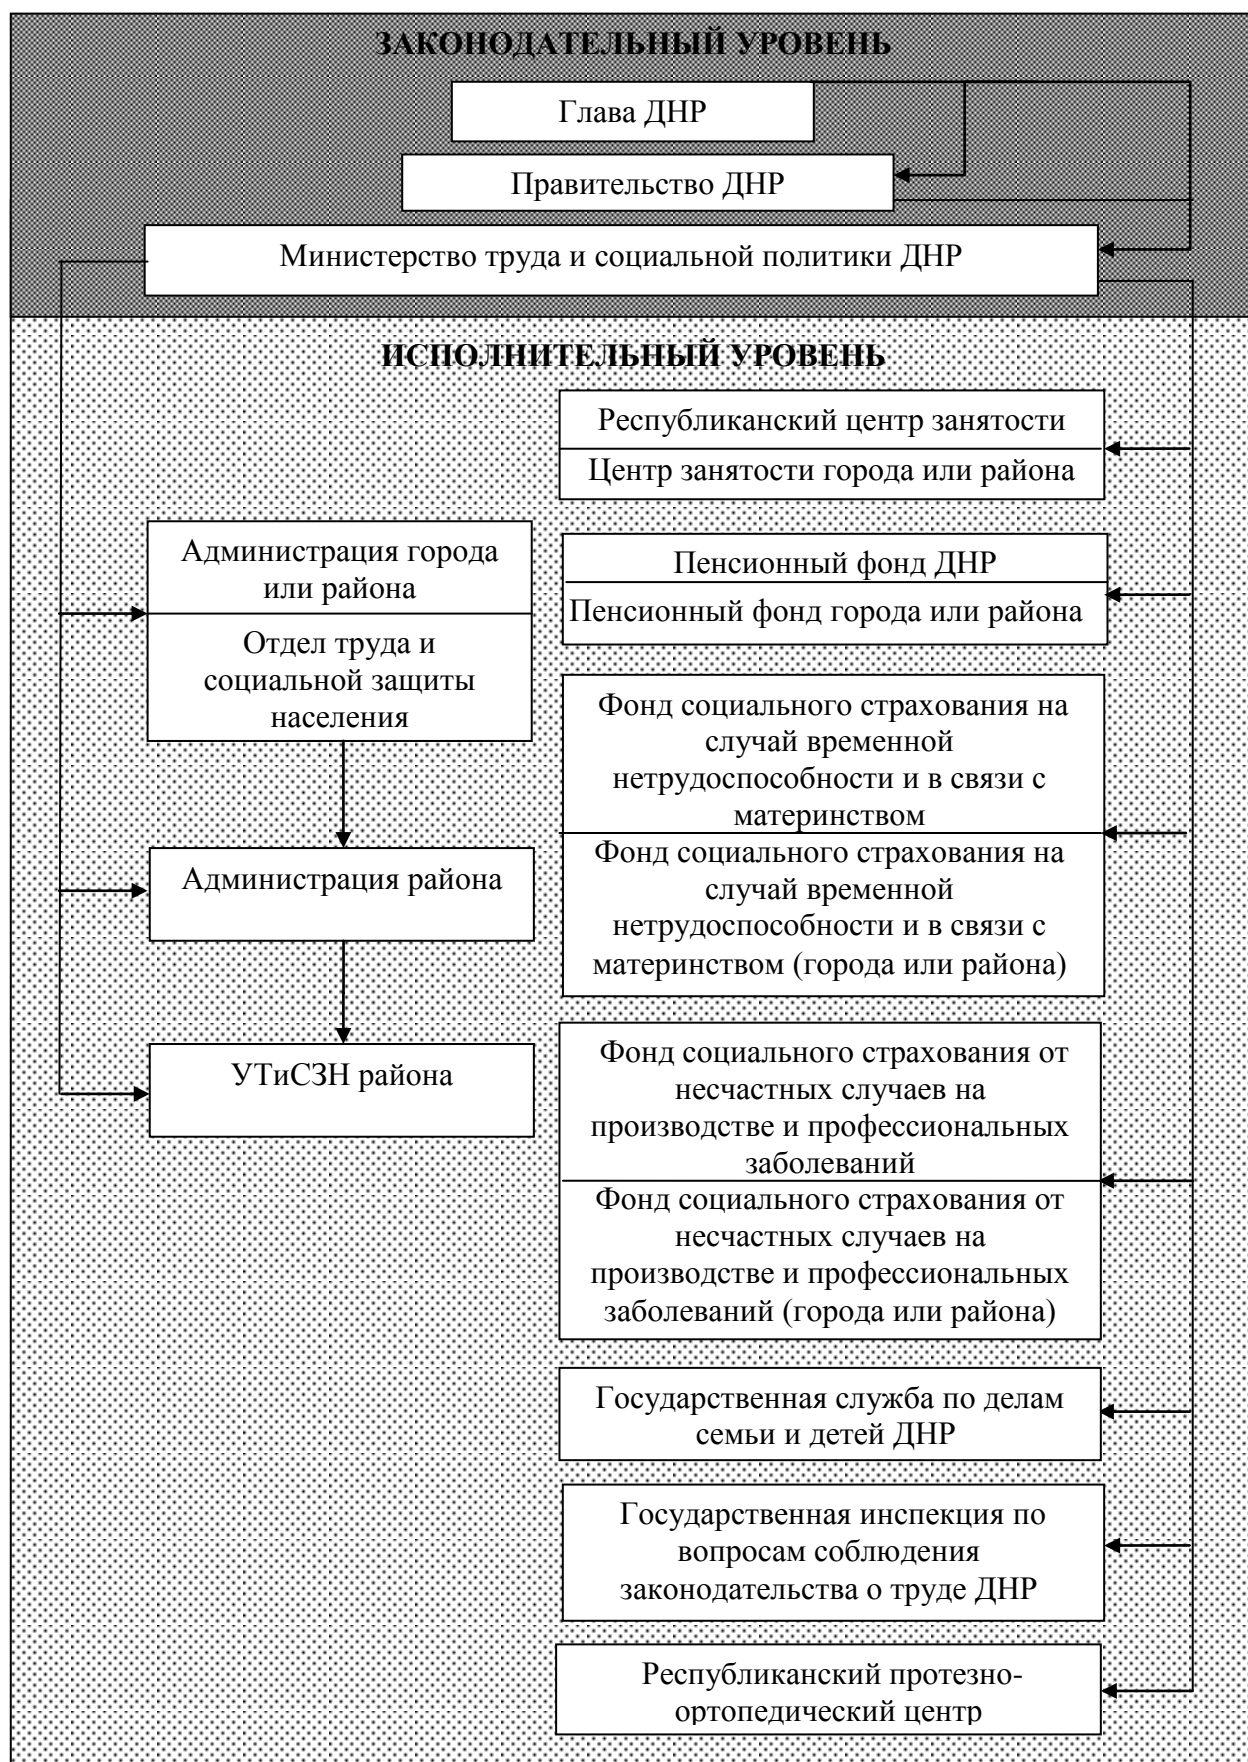 ЗАКОНОДАТЕЛЬНЫЙ УРОВЕНЬ
Глава ДНР
Правительство ДНР
Министерство труда и социальной политики ДНР
ИСПОЛНИТЕЛЬНЫЙ УРОВЕНЬ
Республиканский центр занятости
Центр занятости города или района
Администрация города
или района
Отдел труда и
социальной защиты
населения
Администрация района
УТиСЗН района
Пенсионный фонд ДНР
Пенсионный фонд города или района
Фонд социального страхования на
случай временной
нетрудоспособности и в связи с
материнством
Фонд социального страхования на
случай временной
нетрудоспособности и в связи с
материнством (города или района)
Фонд социального страхования от
несчастных случаев на
производстве и профессиональных
заболеваний
Фонд социального страхования от
несчастных случаев на
производстве и профессиональных
заболеваний (города или района)
Государственная служба по делам
семьи и детей ДНР
Государственная инспекция по
вопросам соблюдения
законодательства о труде ДНР
Республиканский протезно-
ортопедический центр